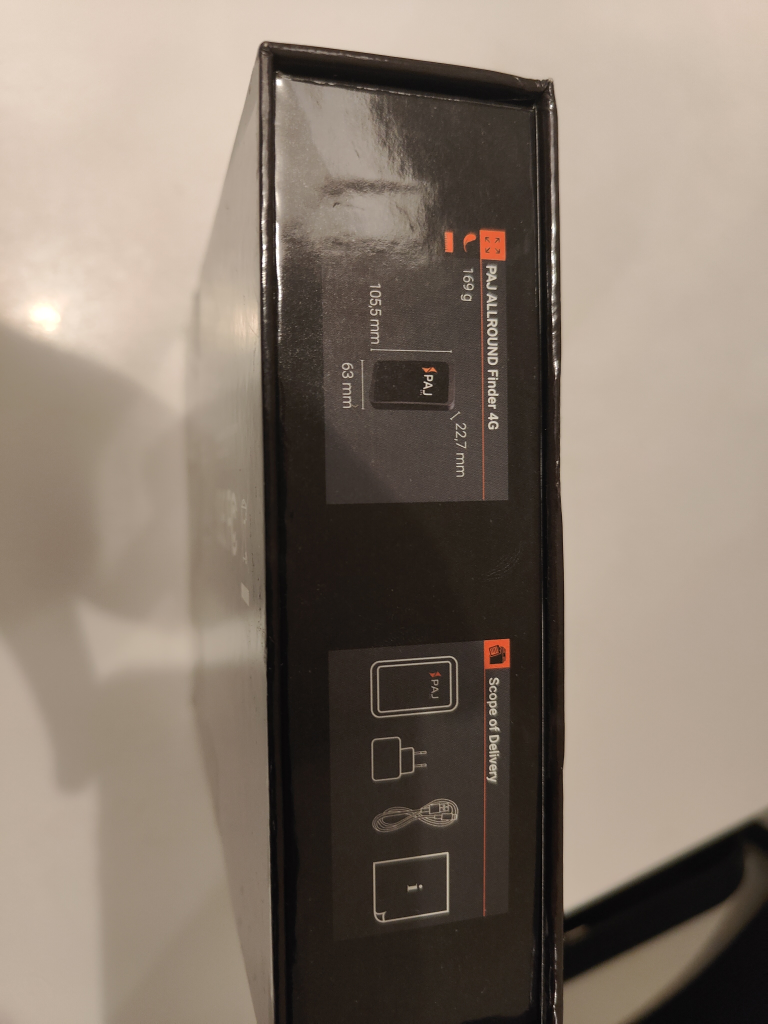 PAJ ALLROUND Finder 4G
169 g
22,7 mm
PAJ
105,5 mm
63 mm
Scope of Delivery
PAJ
i